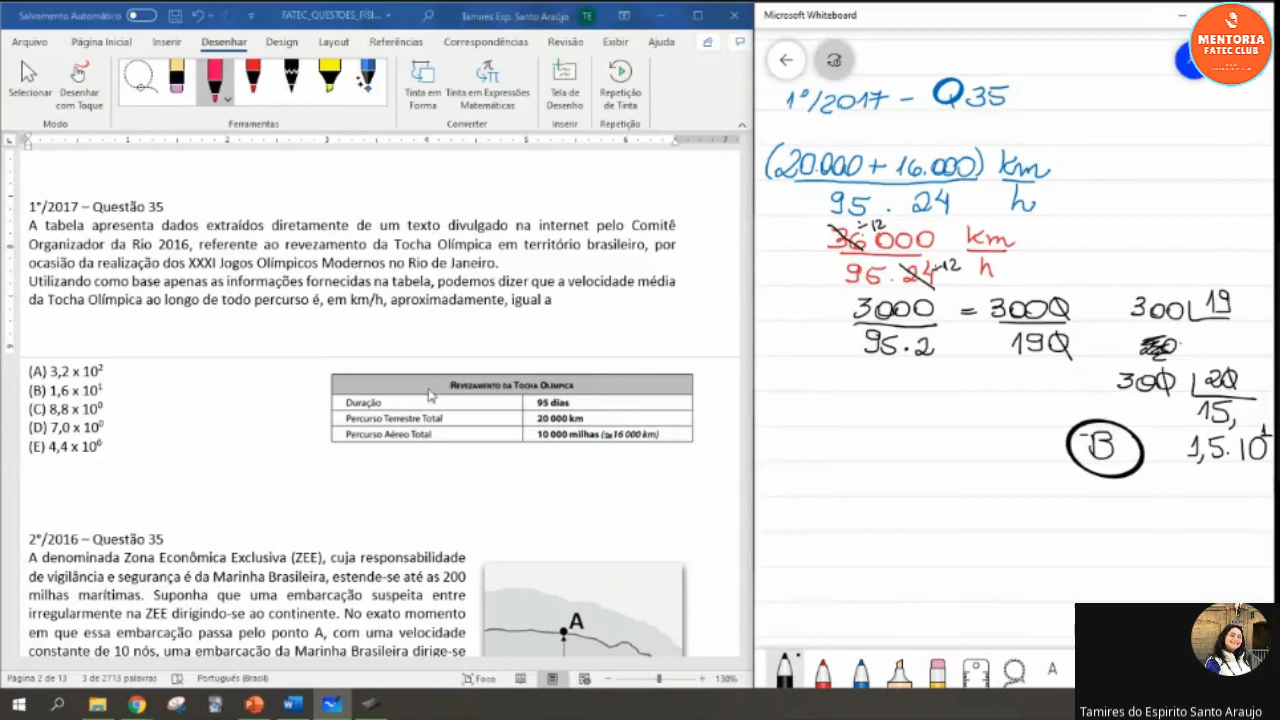 Salvamento Automático
FATEC_QUESTOES_FÍSI...
Tamires Esp. Santo Araújo
TE
Microsoft Whiteboard
MENTORIA
FATEC CLUB
Arquivo
Página Inicial
Inserir
Desenhar
Design
Layout
Referências
Correspondências
Revisão
Exibir
Ajuda
Selecionar
Desenhar com Toque
Tinta em Forma
Tinta em Expressões Matemáticas
Tela de Desenho
Repetição de Tinta
Modo
Ferramentas
Converter
Inserir
Repetição
1 2 3 4 5 6 7
1°/2017 – Questão 35
A tabela apresenta dados extraídos diretamente de um texto divulgado na internet pelo Comitê
Organizador da Rio 2016, referente ao revezamento da Tocha Olímpica em território brasileiro, por
ocasião da realização dos XXXI Jogos Olímpicos Modernos no Rio de Janeiro.
Utilizando como base apenas as informações fornecidas na tabela, podemos dizer que a velocidade média
da Tocha Olímpica ao longo de todo percurso é, em km/h, aproximadamente, igual a
(A) 3,2 x 10²
(B) 1,6 x 10¹
(C) 8,8 x 10⁰
(D) 7,0 x 10⁰
(E) 4,4 x 10⁰
REVEZAMENTO DA TOCHA OLÍMPICA
Duração 95 dias
Percurso Terrestre Total 20 000 km
Percurso Aéreo Total 10 000 milhas (≅16 000 km)
2°/2016 – Questão 35
A denominada Zona Econômica Exclusiva (ZEE), cuja responsabilidade
de vigilância e segurança é da Marinha Brasileira, estende-se até as 200
milhas marítimas. Suponha que uma embarcação suspeita entre
irregularmente na ZEE dirigindo-se ao continente. No exato momento
em que essa embarcação passa pelo ponto A, com uma velocidade
constante de 10 nós, uma embarcação da Marinha Brasileira dirige-se
A
Página 2 de 13
3 de 2713 palavras
Português (Brasil)
Foco
130%
1º/2017 - Q35
(20.000 + 16.000) km
95 . 24 h
÷12
36000 km
95.24 ÷12 h
3000 = 3000
95.2 190
300 19
300 20
15,
B
1,5.10¹
A
Tamires do Espirito Santo Araujo